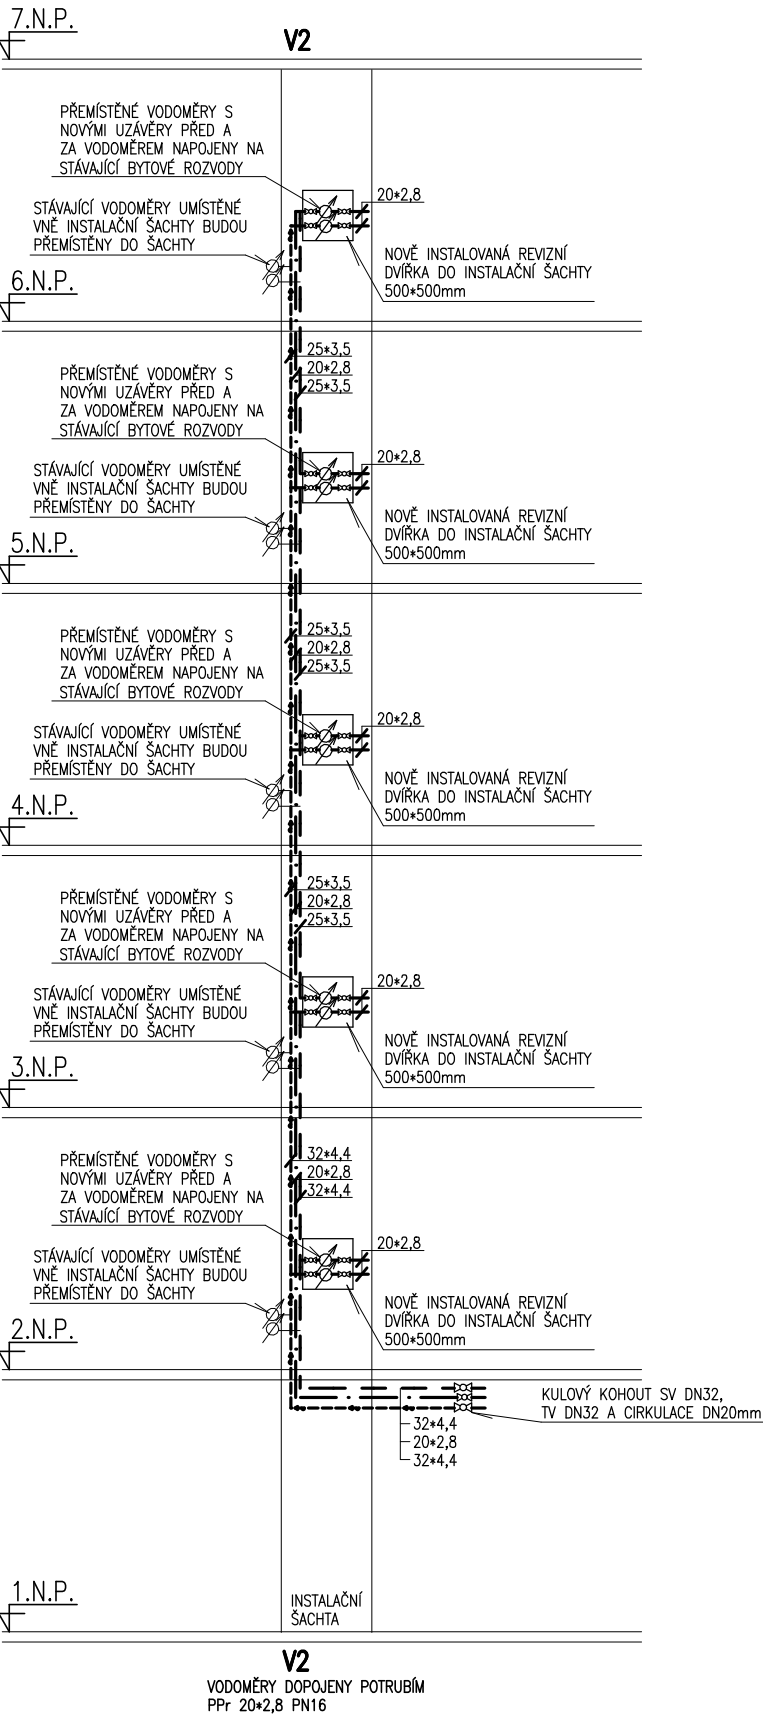 7.N.P.
V2
PŘEMÍSTĚNÉ VODOMĚRY S
NOVÝMI UZÁVĚRY PŘED A
ZA VODOMĚREM NAPOJENY NA
STÁVAJÍCÍ BYTOVÉ ROZVODY
20*2,8
STÁVAJÍCÍ VODOMĚRY UMÍSTĚNÉ
VNĚ INSTALAČNÍ ŠACHTY BUDOU
PŘEMÍSTĚNY DO ŠACHTY
NOVĚ INSTALOVANÁ REVIZNÍ
DVÍŘKA DO INSTALAČNÍ ŠACHTY
500*500mm
6.N.P.
25*3,5
20*2,8
25*3,5
PŘEMÍSTĚNÉ VODOMĚRY S
NOVÝMI UZÁVĚRY PŘED A
ZA VODOMĚREM NAPOJENY NA
STÁVAJÍCÍ BYTOVÉ ROZVODY
20*2,8
STÁVAJÍCÍ VODOMĚRY UMÍSTĚNÉ
VNĚ INSTALAČNÍ ŠACHTY BUDOU
PŘEMÍSTĚNY DO ŠACHTY
NOVĚ INSTALOVANÁ REVIZNÍ
DVÍŘKA DO INSTALAČNÍ ŠACHTY
500*500mm
5.N.P.
25*3,5
20*2,8
25*3,5
PŘEMÍSTĚNÉ VODOMĚRY S
NOVÝMI UZÁVĚRY PŘED A
ZA VODOMĚREM NAPOJENY NA
STÁVAJÍCÍ BYTOVÉ ROZVODY
20*2,8
STÁVAJÍCÍ VODOMĚRY UMÍSTĚNÉ
VNĚ INSTALAČNÍ ŠACHTY BUDOU
PŘEMÍSTĚNY DO ŠACHTY
NOVĚ INSTALOVANÁ REVIZNÍ
DVÍŘKA DO INSTALAČNÍ ŠACHTY
500*500mm
4.N.P.
25*3,5
20*2,8
25*3,5
PŘEMÍSTĚNÉ VODOMĚRY S
NOVÝMI UZÁVĚRY PŘED A
ZA VODOMĚREM NAPOJENY NA
STÁVAJÍCÍ BYTOVÉ ROZVODY
20*2,8
STÁVAJÍCÍ VODOMĚRY UMÍSTĚNÉ
VNĚ INSTALAČNÍ ŠACHTY BUDOU
PŘEMÍSTĚNY DO ŠACHTY
NOVĚ INSTALOVANÁ REVIZNÍ
DVÍŘKA DO INSTALAČNÍ ŠACHTY
500*500mm
3.N.P.
32*4,4
20*2,8
32*4,4
PŘEMÍSTĚNÉ VODOMĚRY S
NOVÝMI UZÁVĚRY PŘED A
ZA VODOMĚREM NAPOJENY NA
STÁVAJÍCÍ BYTOVÉ ROZVODY
20*2,8
STÁVAJÍCÍ VODOMĚRY UMÍSTĚNÉ
VNĚ INSTALAČNÍ ŠACHTY BUDOU
PŘEMÍSTĚNY DO ŠACHTY
NOVĚ INSTALOVANÁ REVIZNÍ
DVÍŘKA DO INSTALAČNÍ ŠACHTY
500*500mm
2.N.P.
KULOVÝ KOHOUT SV DN32,
TV DN32 A CIRKULACE DN20mm
32*4,4
20*2,8
32*4,4
1.N.P.
INSTALAČNÍ
ŠACHTA
V2
VODOMĚRY DOPOJENY POTRUBÍM
PPr 20*2,8 PN16